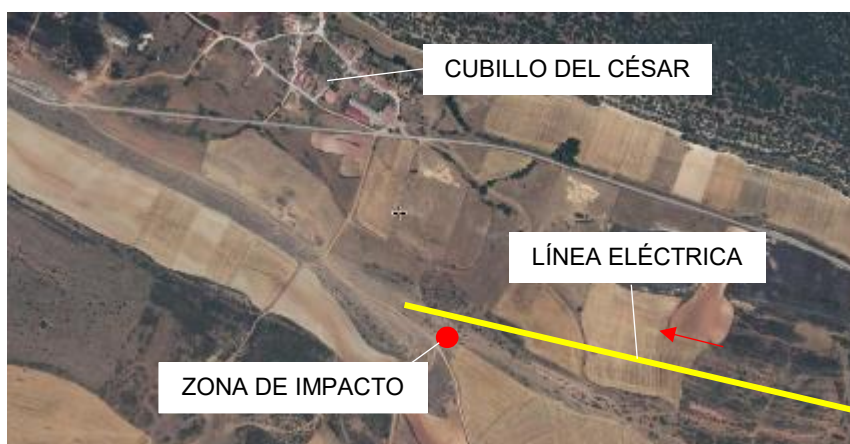 CUBILLO DEL CÉSAR
LÍNEA ELÉCTRICA
ZONA DE IMPACTO